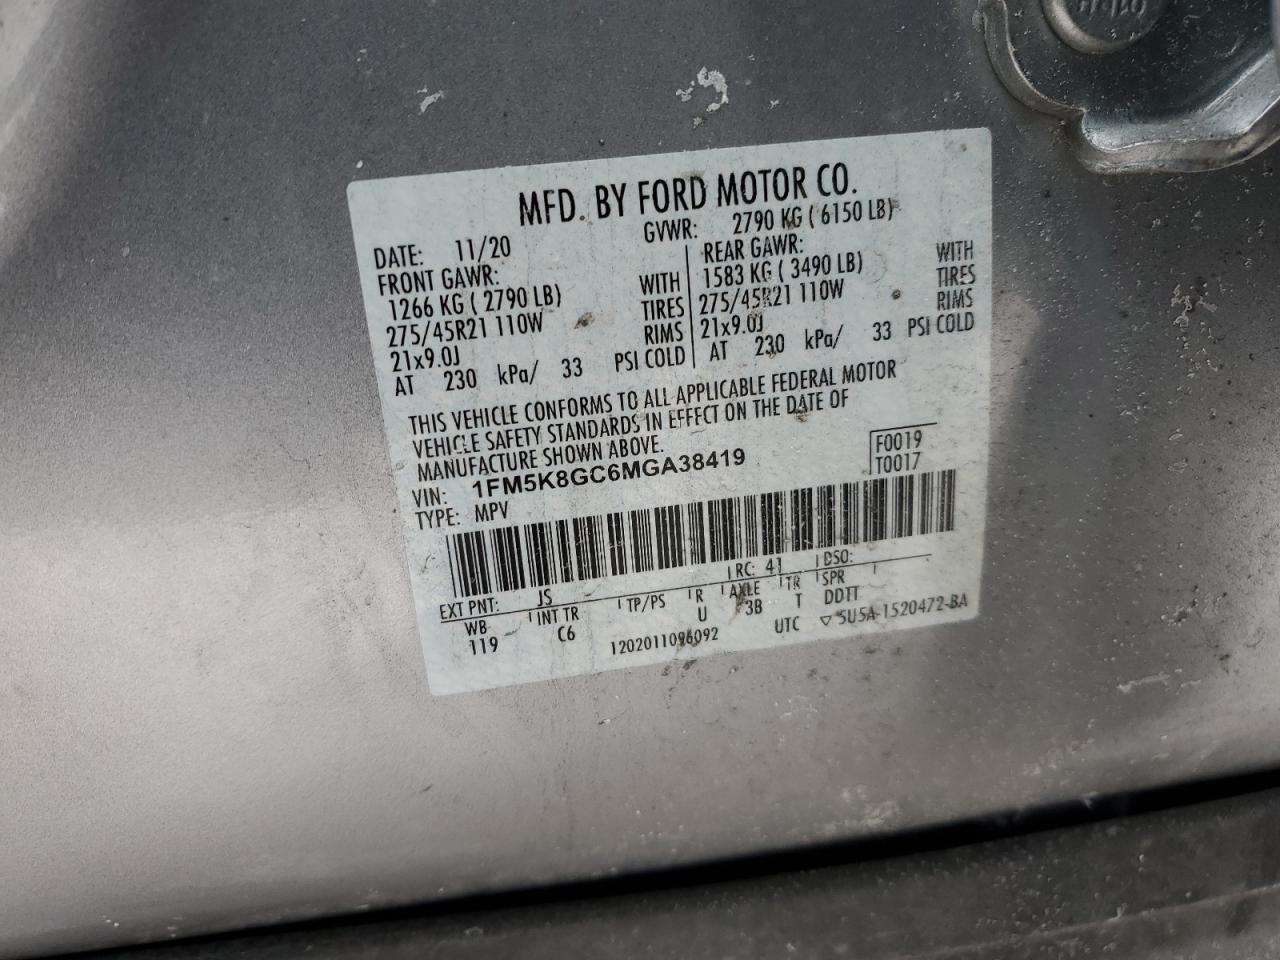 MFD. BY FORD MOTOR CO.
DATE: 11/20 GVWR: 2790 KG ( 6150 LB)
FRONT GAWR:
1266 KG ( 2790 LB) WITH
275/45R21 110W TIRES
21x9.0J RIMS
AT 230 kPa/ 33 PSI COLD
REAR GAWR: WITH
1583 KG ( 3490 LB) TIRES
275/45R21 110W RIMS
21x9.0J
AT 230 kPa/ 33 PSI COLD
THIS VEHICLE CONFORMS TO ALL APPLICABLE FEDERAL MOTOR
VEHICLE SAFETY STANDARDS IN EFFECT ON THE DATE OF
MANUFACTURE SHOWN ABOVE.
VIN: 1FM5K8GC6MGA38419
F0019
T0017
TYPE: MPV
EXT PNT: JS RC: 41 DSO:
WB INT TR TP/PS R AXLE TR SPR
119 C6 U 3B T DDTT
1202011096092 UTC ▽ 5U5A-1520472-BA